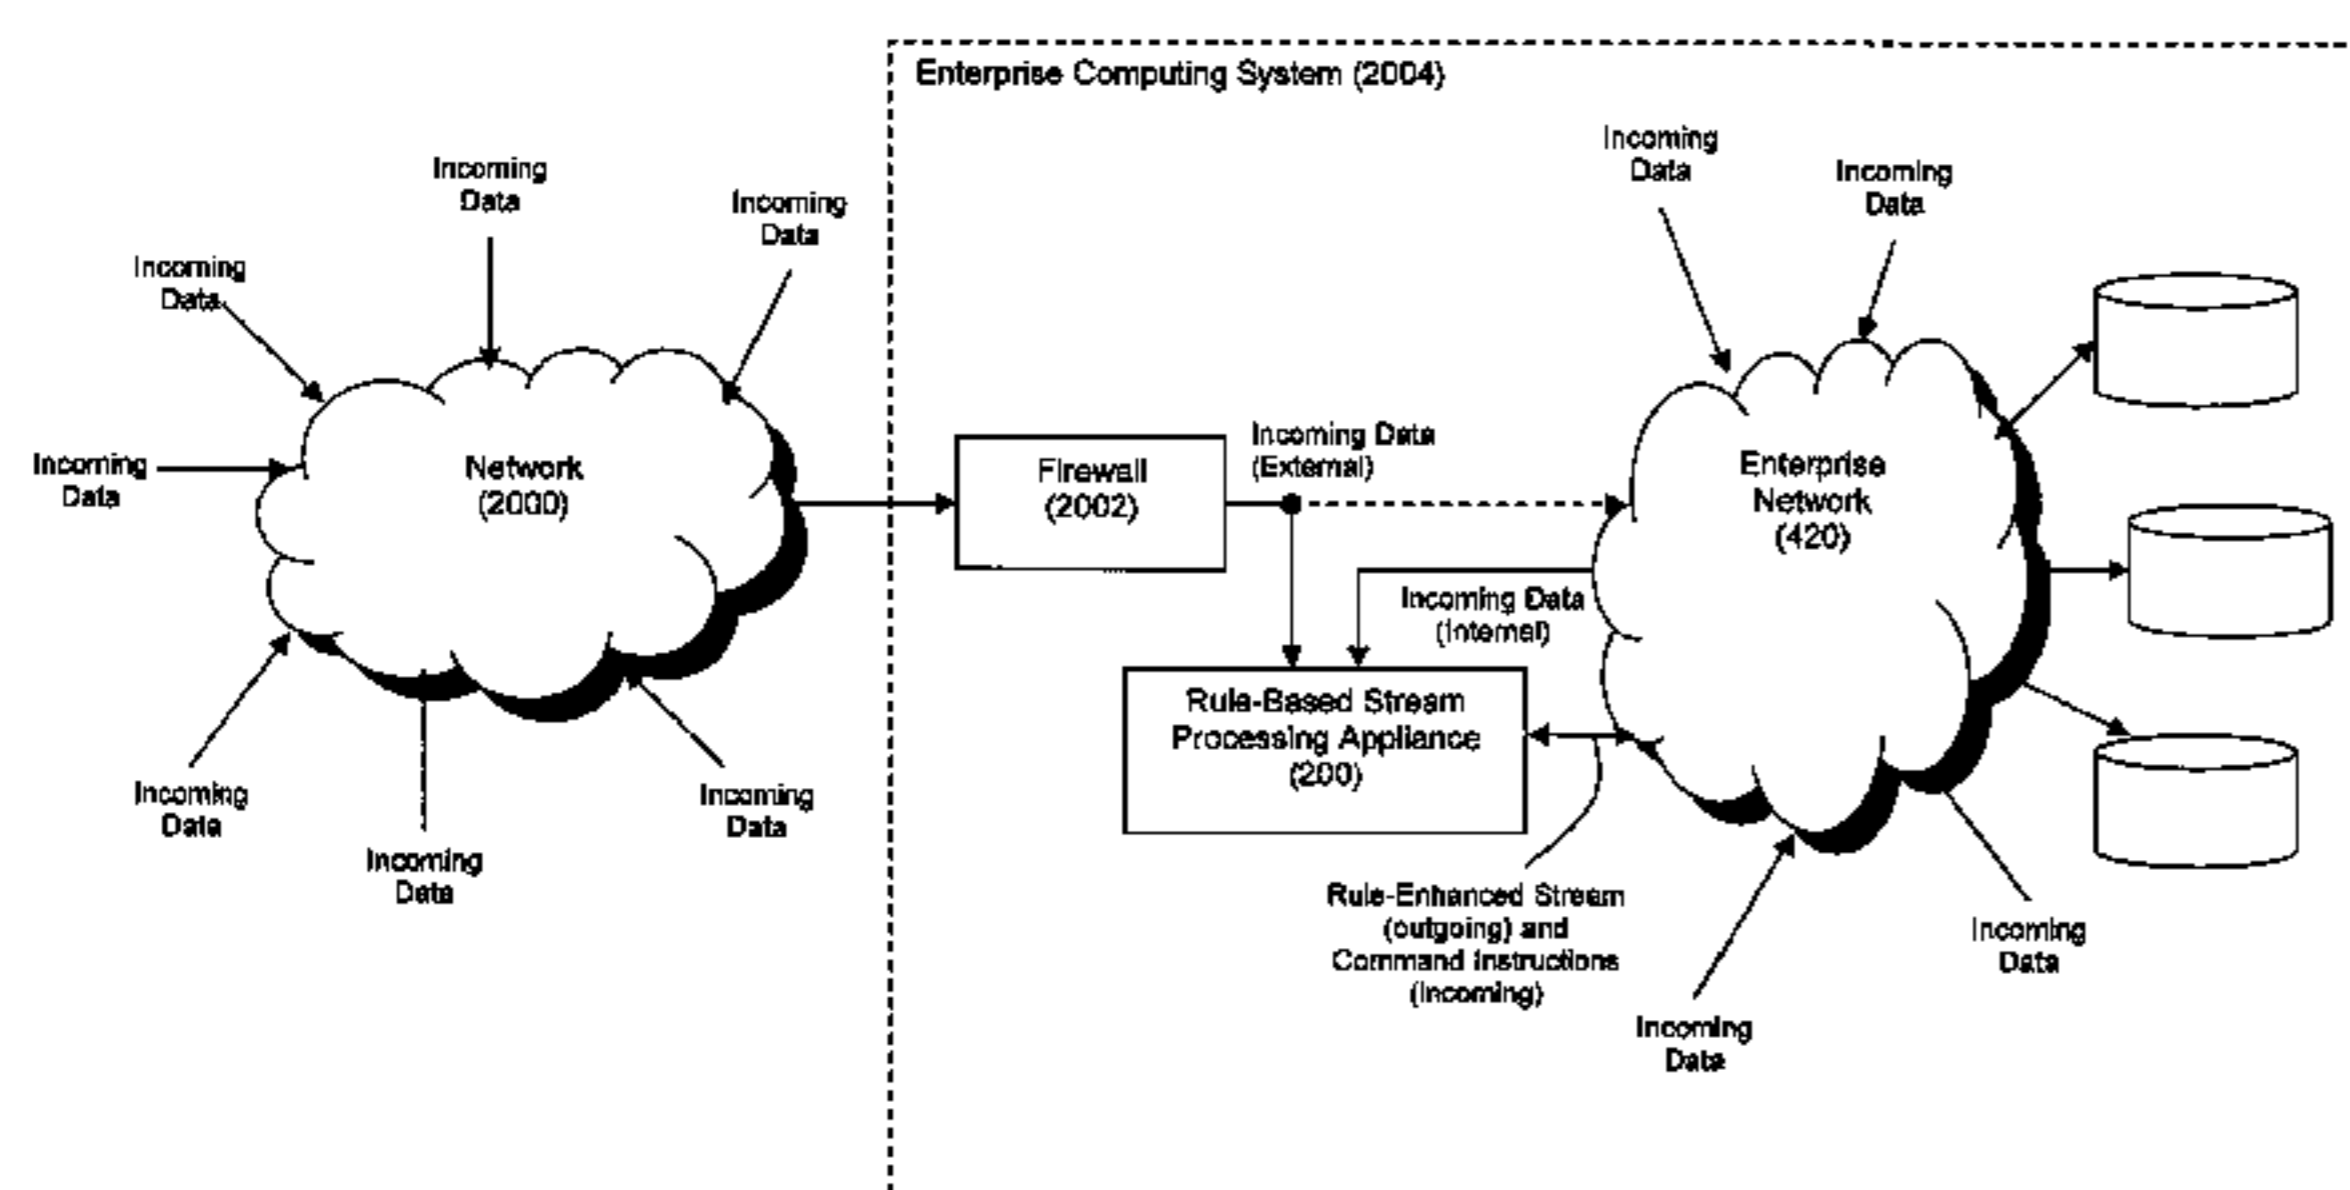 Enterprise Computing System (2004)
Incoming
Data
Incoming
Data
Incoming
Data
Incoming
Data
Incoming
Data
Incoming
Data
Incoming
Data
Network
(2000)
Firewall
(2002)
Incoming Data
(External)
Incoming
Data
Incoming
Data
Enterprise
Network
(420)
Incoming Data
(Internal)
Rule-Based Stream
Processing Appliance
(200)
Rule-Enhanced Stream
(outgoing) and
Command Instructions
(incoming)
Incoming
Data
Incoming
Data